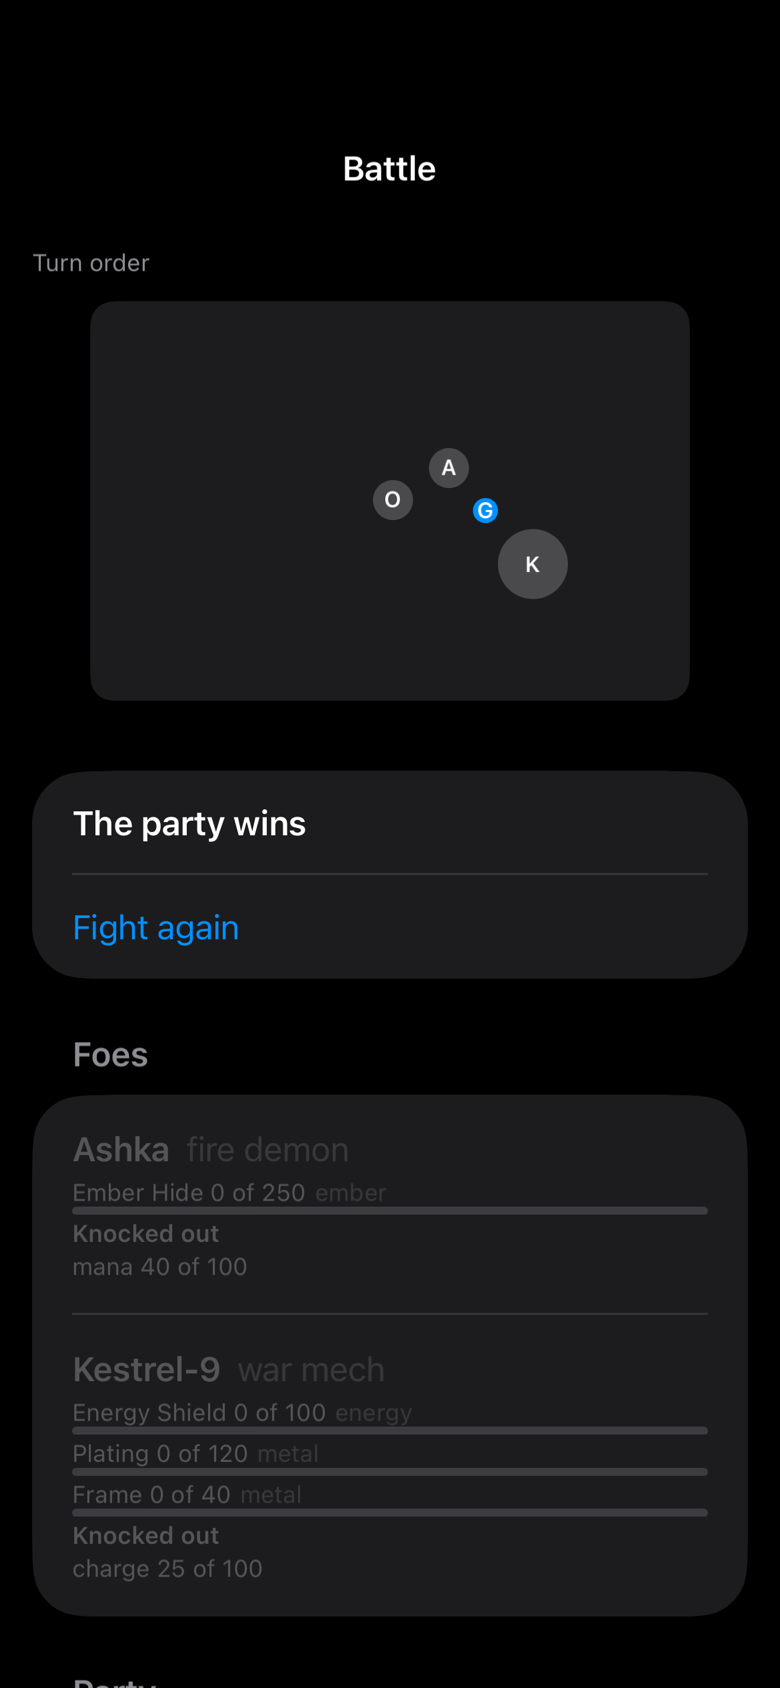 Battle
Turn order
A
O
G
K
The party wins
Fight again
Foes
Ashka fire demon
Ember Hide 0 of 250 ember
Knocked out
mana 40 of 100
Kestrel-9 war mech
Energy Shield 0 of 100 energy
Plating 0 of 120 metal
Frame 0 of 40 metal
Knocked out
charge 25 of 100
Party